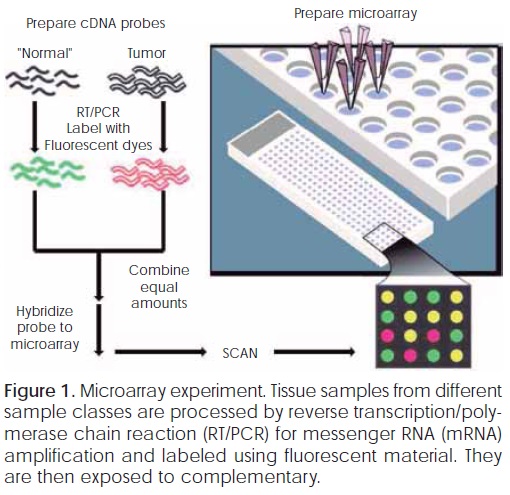 Prepare cDNA probes
"Normal"
Tumor
RT/PCR
Label with
Fluorescent dyes
Combine
equal
amounts
Hybridize
probe to
microarray
SCAN
Prepare microarray
Figure 1. Microarray experiment. Tissue samples from different
sample classes are processed by reverse transcription/poly-
merase chain reaction (RT/PCR) for messenger RNA (mRNA)
amplification and labeled using fluorescent material. They
are then exposed to complementary.